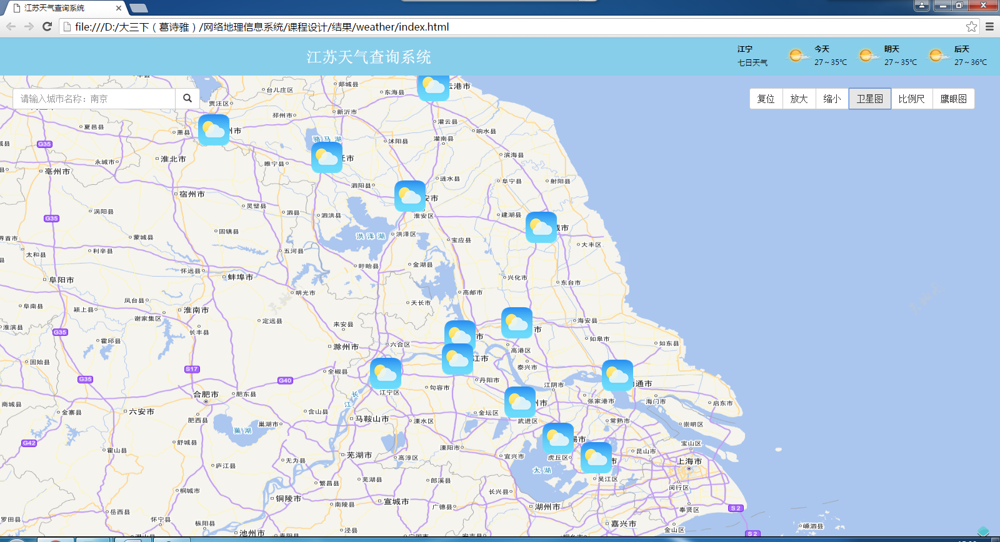 江苏天气查询系统
file:///D:/大三下（葛诗雅）/网络地理信息系统/课程设计/结果/weather/index.html
江苏天气查询系统
江宁
七日天气
今天
27～35℃
明天
27～35℃
后天
27～36℃
请输入城市名称：南京
复位
放大
缩小
卫星图
比例尺
鹰眼图
郯城县
云港市
台儿庄区
东海县
贾汪区
邳州市
新沂市
灌云县
夏邑县
萧县
州市
响水县
G35
骆马湖
沭阳县
灌南县
淮北市
迁市
滨海县
永城市
睢宁县
亳州市
涟水县
阜宁县
射阳县
泗阳县
宿州市
安市
灵璧县
涡阳县
泗县
泗洪县
淮安区
建湖县
G35
城市
界首市
固镇县
洪泽湖
洪泽区
蒙城县
宝应县
大丰区
太和县
利辛县
五河县
怀远县
盱眙县
金湖县
阜阳市
蚌埠市
兴化市
东台市
明光市
高邮市
凤台县
阜南县
颍上县
淮南市
天长市
谢家集区
定远县
来安县
海安县
淮滨县
长丰县
市
G35
市
霍邱县
滁州市
六合区
如皋市
如东县
高港区
江市
固始县
S17
泰兴市
全椒县
G35
G40
丹阳市
江阴市
南通市
合肥市
肥东县
江宁区
句容市
张家港市
海门市
启东市
商城县
长江
州市
金寨县
六安市
含山县
金坛区
肥西县
马鞍山市
溧水区
武进区
常熟市
巢湖
巢湖市
崇明区
G42
舒城县
锡市
宝山区
霍山县
溧阳市
昆山市
芜湖市
宜兴市
虎丘区
无为县
高淳区
市
上海市
庐江县
太湖
芜湖县
郎溪县
吴江区
繁昌县
闵行区
桐城市
长兴县
铜陵市
南陵县
宣城市
广德县
湖州市
S2
奉贤区
岳西县
罗田县
怀宁县
枞阳县
嘉兴市
嵊泗县
池州市
泾县
金山区
S2